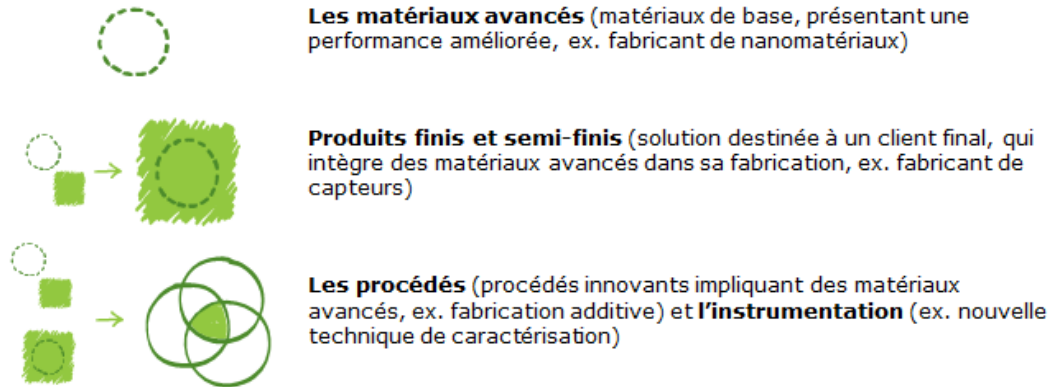 Les matériaux avancés (matériaux de base, présentant une
performance améliorée, ex. fabricant de nanomatériaux)
Produits finis et semi-finis (solution destinée à un client final, qui
intègre des matériaux avancés dans sa fabrication, ex. fabricant de
capteurs)
Les procédés (procédés innovants impliquant des matériaux
avancés, ex. fabrication additive) et l'instrumentation (ex. nouvelle
technique de caractérisation)